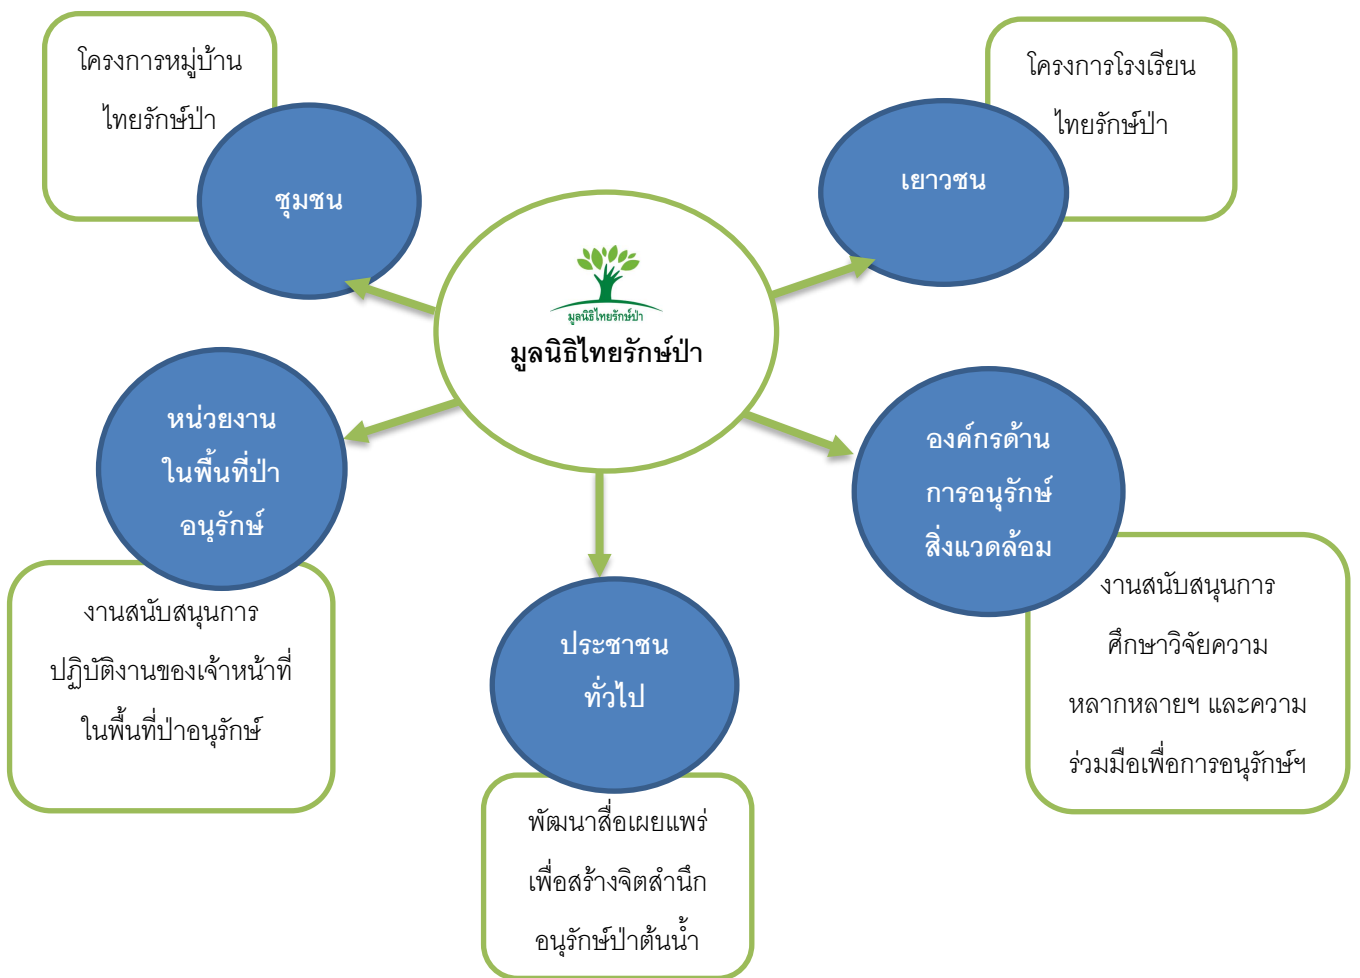 โครงการหมู่บ้าน
ไทยรักษ์ป่า
ชุมชน
โครงการโรงเรียน
ไทยรักษ์ป่า
เยาวชน
มูลนิธิไทยรักษ์ป่า
มูลนิธิไทยรักษ์ป่า
หน่วยงาน
ในพื้นที่ป่า
อนุรักษ์
งานสนับสนุนการ
ปฏิบัติงานของเจ้าหน้าที่
ในพื้นที่ป่าอนุรักษ์
ประชาชน
ทั่วไป
พัฒนาสื่อเผยแพร่
เพื่อสร้างจิตสำนึก
อนุรักษ์ป่าต้นน้ำ
องค์กรด้าน
การอนุรักษ์
สิ่งแวดล้อม
งานสนับสนุนการ
ศึกษาวิจัยความ
หลากหลายฯ และความ
ร่วมมือเพื่อการอนุรักษ์ฯ